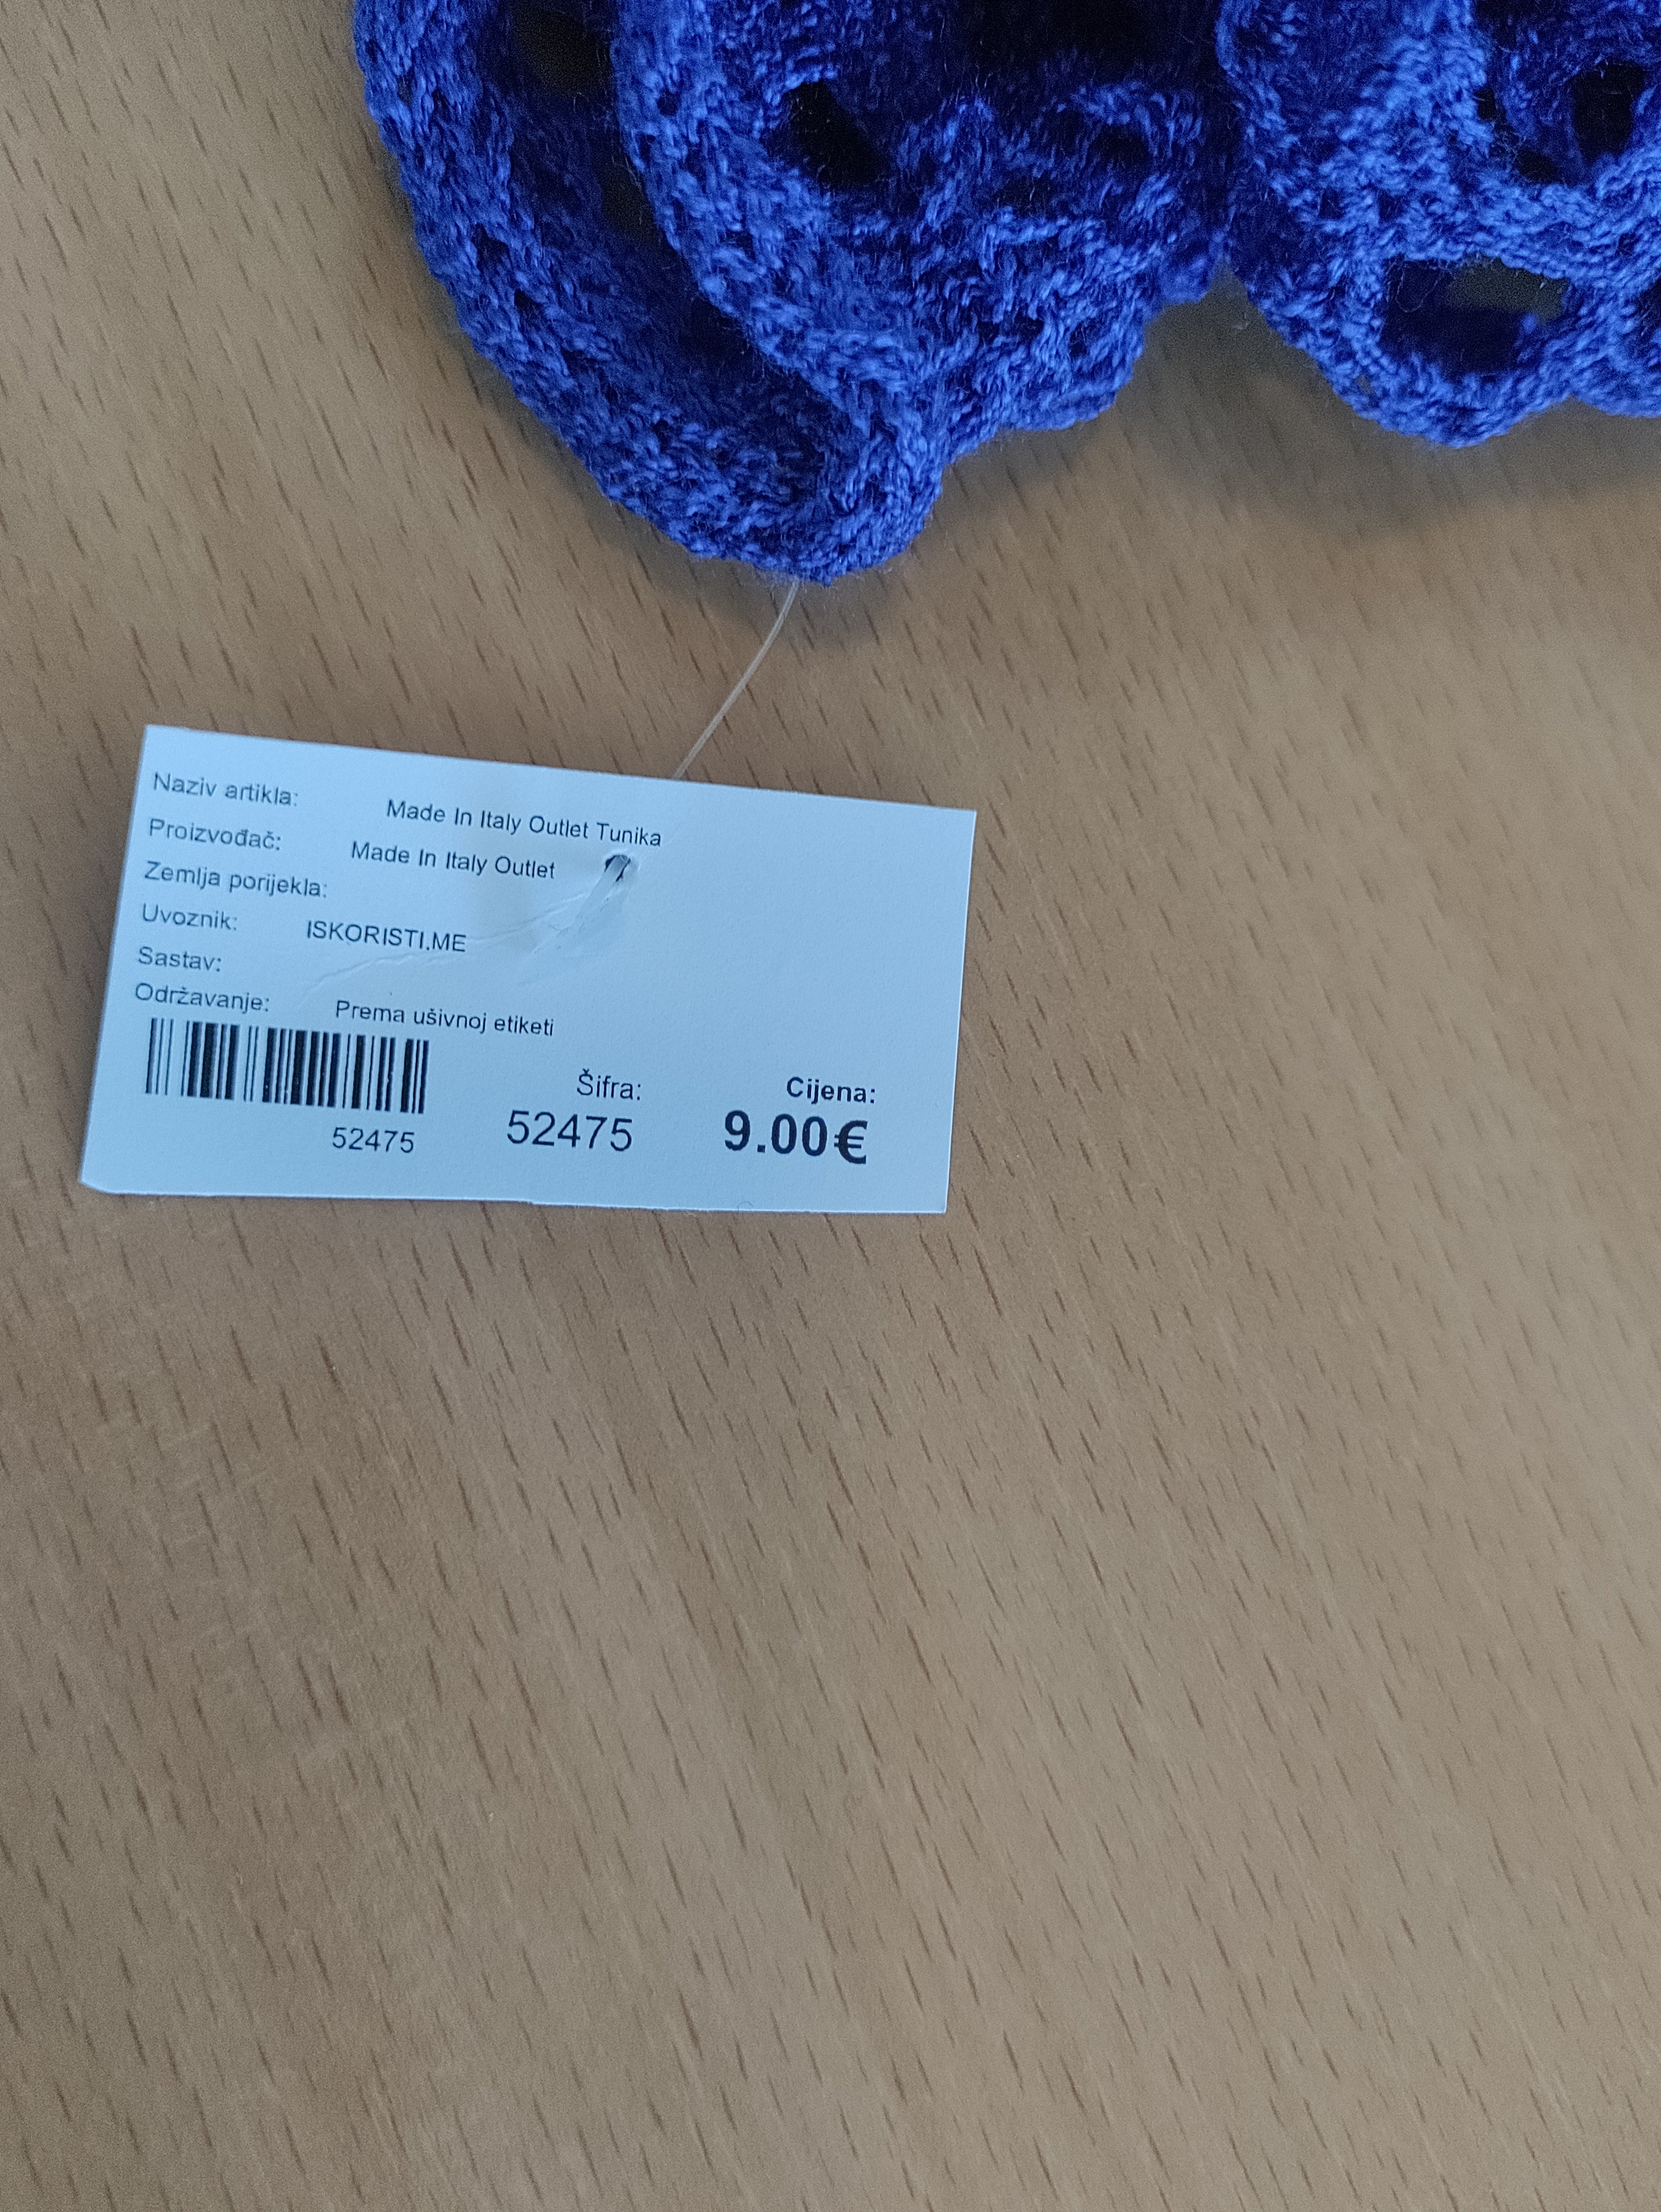 Naziv artikla: Made In Italy Outlet Tunika
Proizvođač: Made In Italy Outlet
Zemlja porijekla:
Uvoznik: ISKORISTI.ME
Sastav:
Održavanje: Prema ušivnoj etiketi
Šifra: Cijena:
52475 52475 9.00€